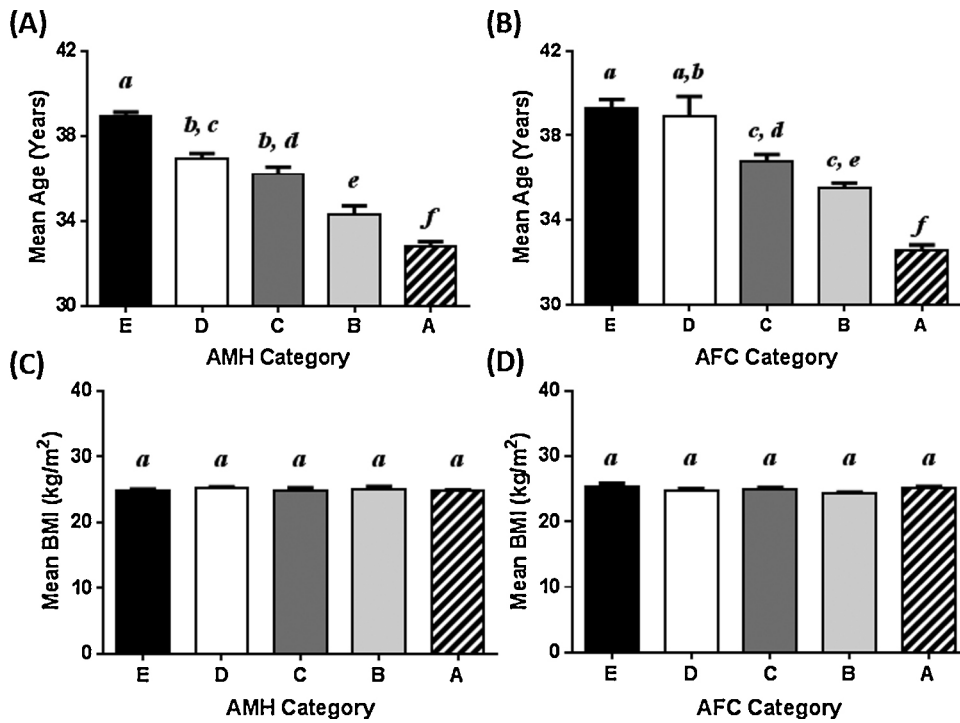 (A)
Mean Age (Years)
42
38
34
30
a
b, c
b, d
e
f
E D C B A
AMH Category
(B)
Mean Age (Years)
42
38
34
30
a
a,b
c, d
c, e
f
E D C B A
AFC Category
(C)
Mean BMI (kg/m²)
40
30
20
10
0
a a a a a
E D C B A
AMH Category
(D)
Mean BMI (kg/m²)
40
30
20
10
0
a a a a a
E D C B A
AFC Category